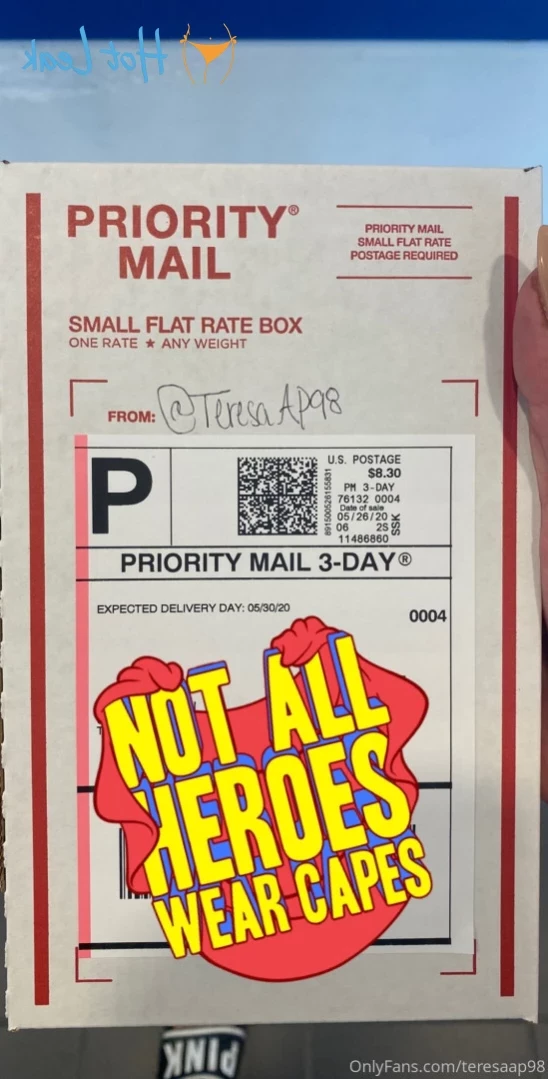 Hot Leak
PRIORITY®
MAIL
PRIORITY MAIL
SMALL FLAT RATE
POSTAGE REQUIRED
SMALL FLAT RATE BOX
ONE RATE ★ ANY WEIGHT
FROM: @TeresaAp98
P
U.S. POSTAGE
$8.30
PM 3-DAY
76132 0004
Date of sale
05/26/20
06 2S
11486860
SSK
PRIORITY MAIL 3-DAY®
EXPECTED DELIVERY DAY: 05/30/20
0004
NOT ALL
HEROES
WEAR CAPES
PINK
OnlyFans.com/teresaap98